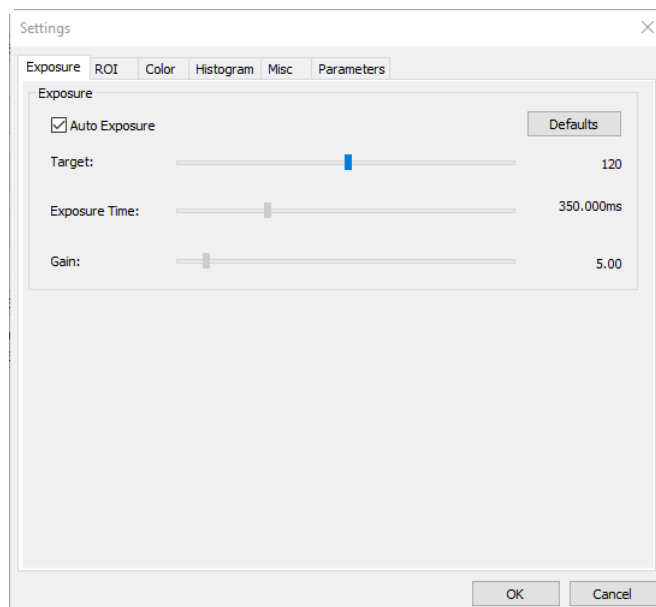 Settings
Exposure ROI Color Histogram Misc Parameters
Exposure
Auto Exposure Defaults
Target: 120
Exposure Time: 350.000ms
Gain: 5.00
OK Cancel